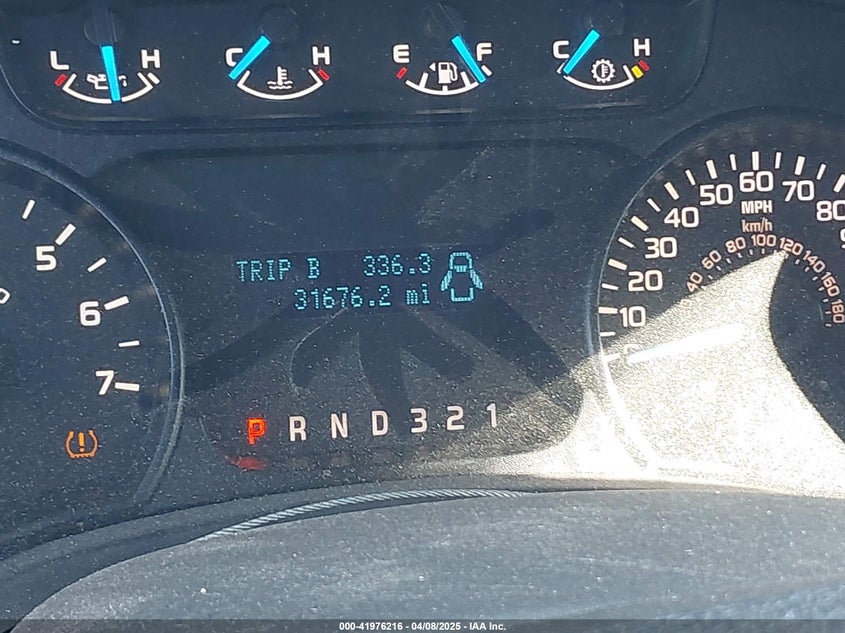 L H C H E F C H
5
6
7
TRIP B 336.3
31676.2 mi
P R N D 3 2 1
0 10 20 30 40 50 60 70 80
MPH
km/h
40 60 80 100 120 140 160 180
000-41976216 - 04/08/2025 - IAA Inc.